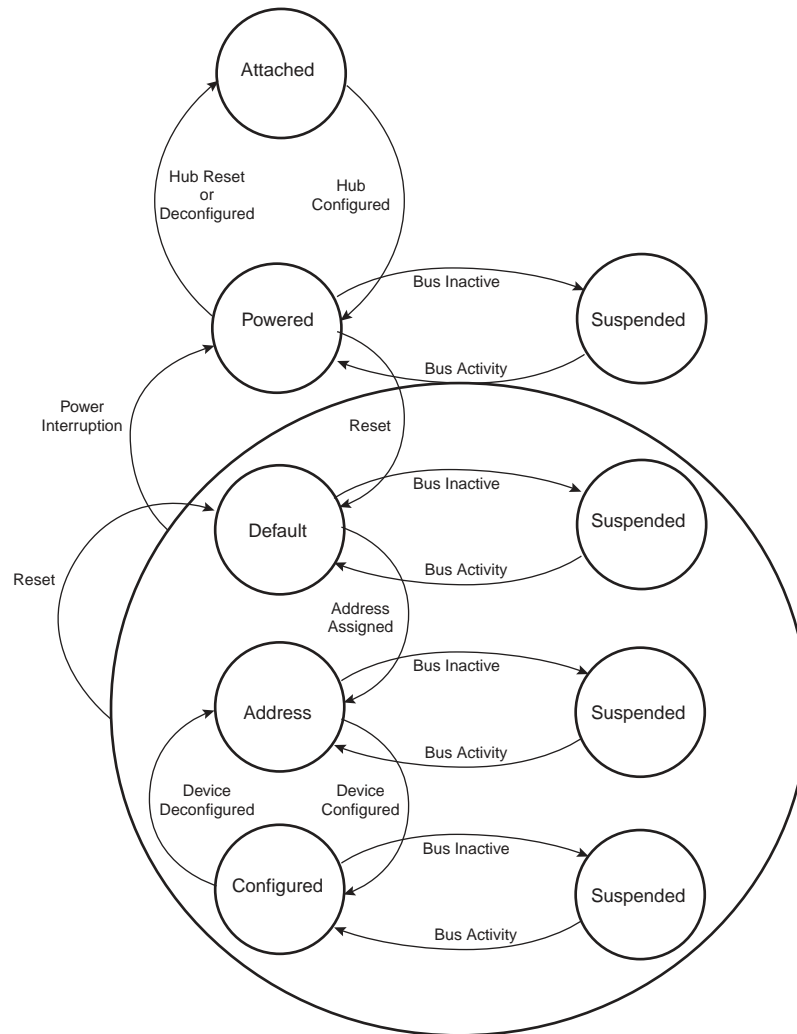 Attached
Hub Reset
or
Deconfigured
Hub
Configured
Powered
Bus Inactive
Suspended
Bus Activity
Power
Interruption
Reset
Default
Bus Inactive
Suspended
Bus Activity
Reset
Address
Assigned
Address
Bus Inactive
Suspended
Bus Activity
Device
Deconfigured
Device
Configured
Configured
Bus Inactive
Suspended
Bus Activity